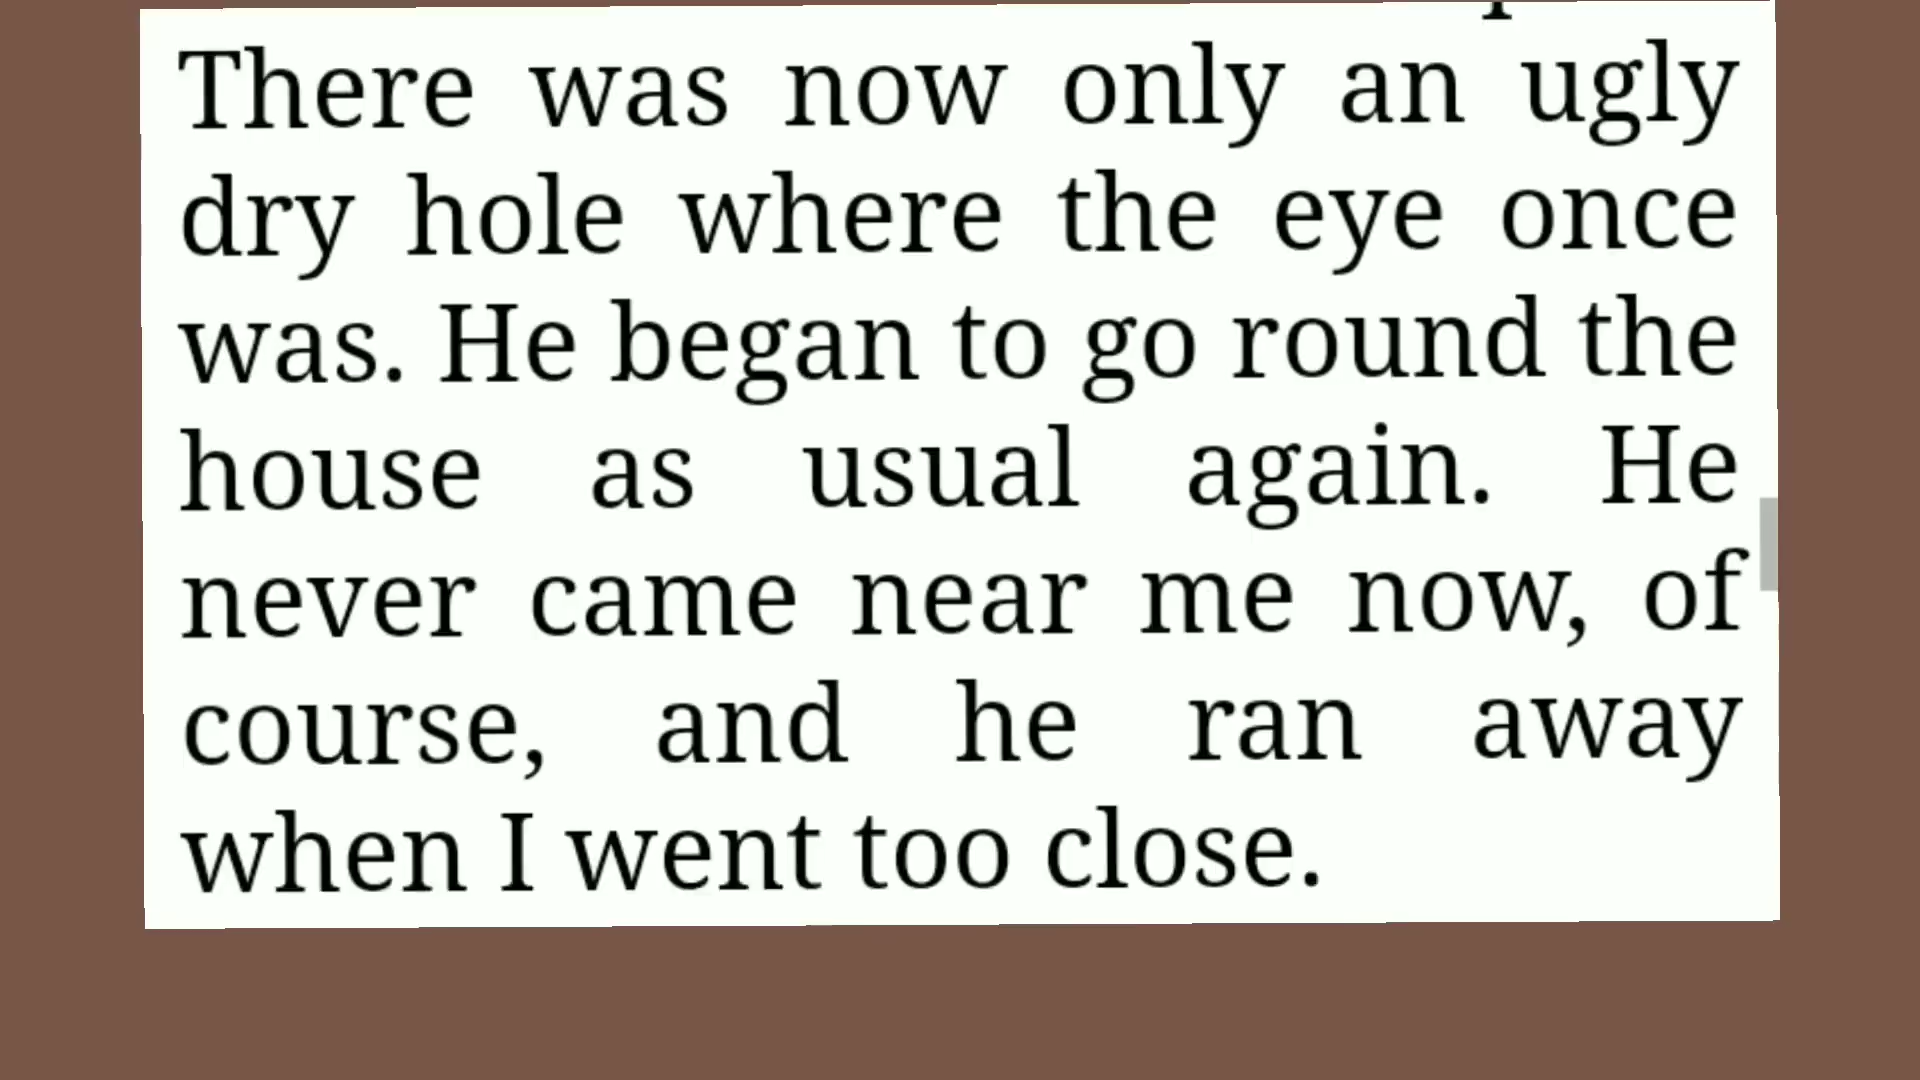 There was now only an ugly
dry hole where the eye once
was. He began to go round the
house as usual again. He
never came near me now, of
course, and he ran away
when I went too close.